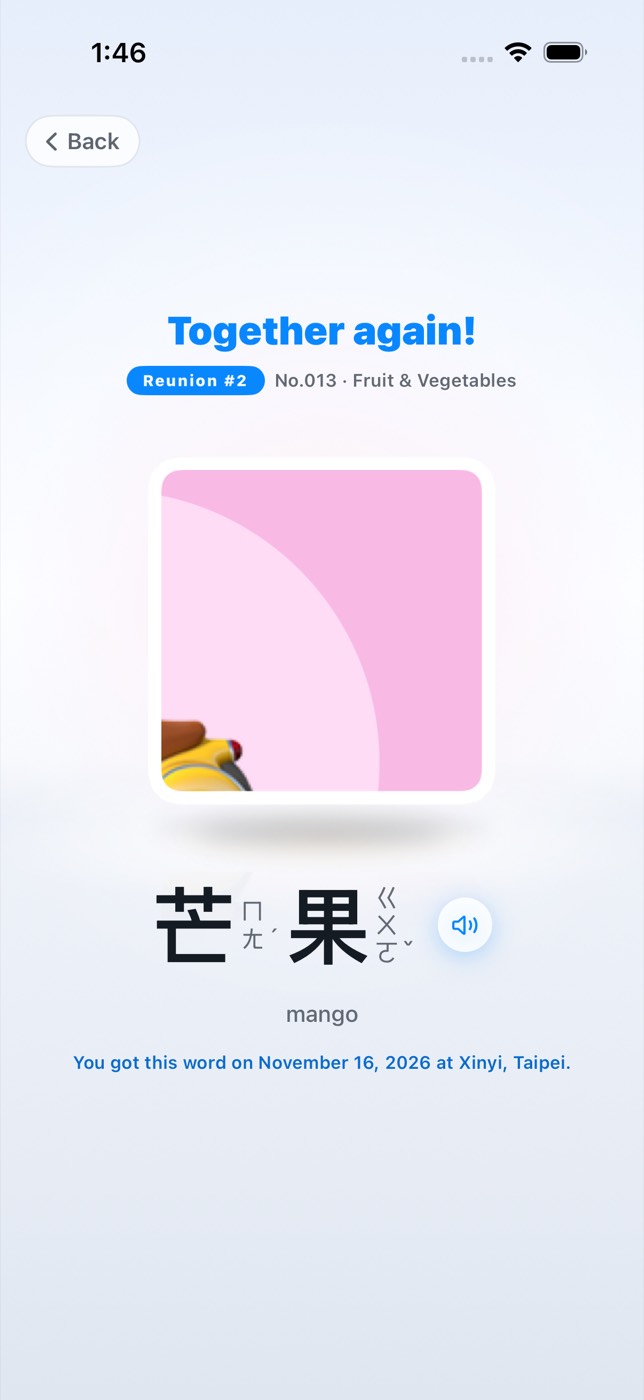 1:46
Back
Together again!
Reunion #2 No.013 · Fruit & Vegetables
芒ㄇㄤˊ果ㄍㄨㄛˇ
mango
You got this word on November 16, 2026 at Xinyi, Taipei.